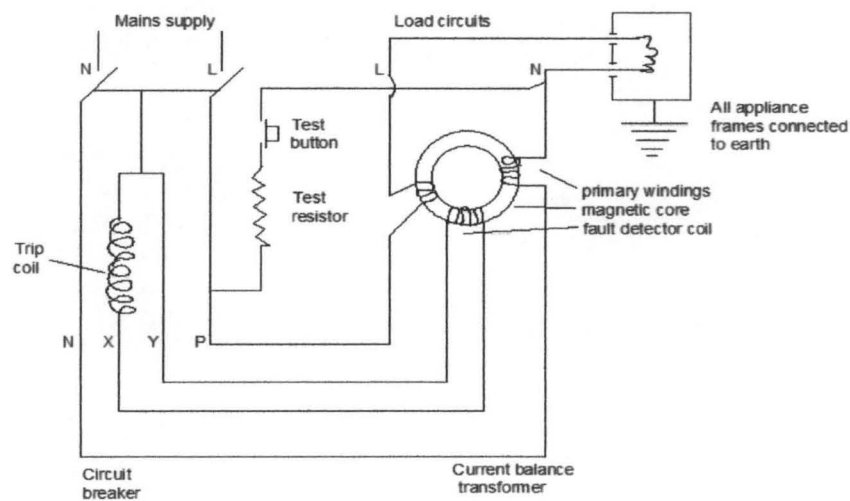 Mains supply
Load circuits
N
L
L
N
Test
button
All appliance
frames connected
to earth
Test
resistor
primary windings
magnetic core
fault detector coil
Trip
coil
N
X
Y
P
Circuit
breaker
Current balance
transformer